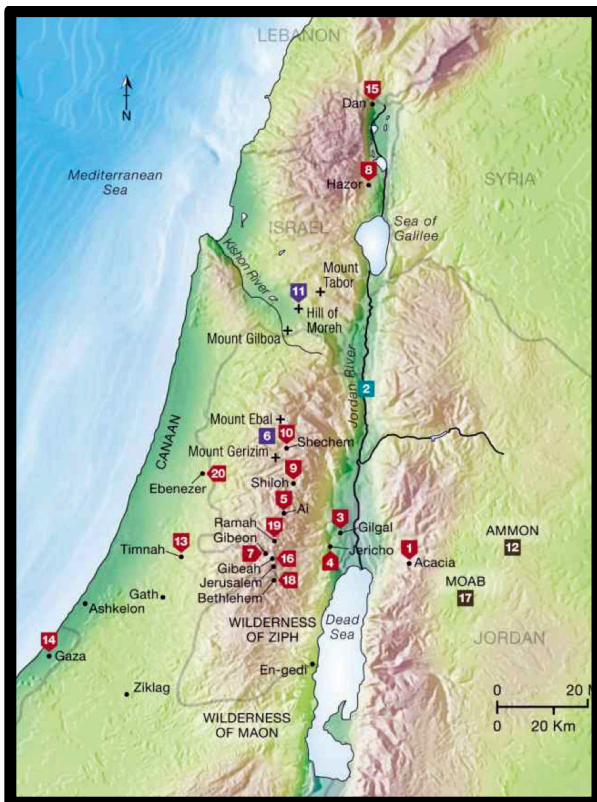 LEBANON
N
15
Dan
Mediterranean
Sea
8
Hazor
SYRIA
ISRAEL
Sea of
Galilee
Kishon River
Mount
Tabor
11
Hill of
Moreh
Mount Gilboa
Jordan River
2
CANAAN
Mount Ebal
6
10
Shechem
Mount Gerizim
9
20
Ebenezer
Shiloh
5
Ai
3
Gilgal
Ramah
19
Gibeon
13
Timnah
7
16
4
Jericho
1
Acacia
AMMON
12
Gibeah
Jerusalem
18
Bethlehem
MOAB
17
Gath
Ashkelon
WILDERNESS
OF ZIPH
Dead
Sea
JORDAN
14
Gaza
En-gedi
Ziklag
WILDERNESS
OF MAON
0 20 M
0 20 Km